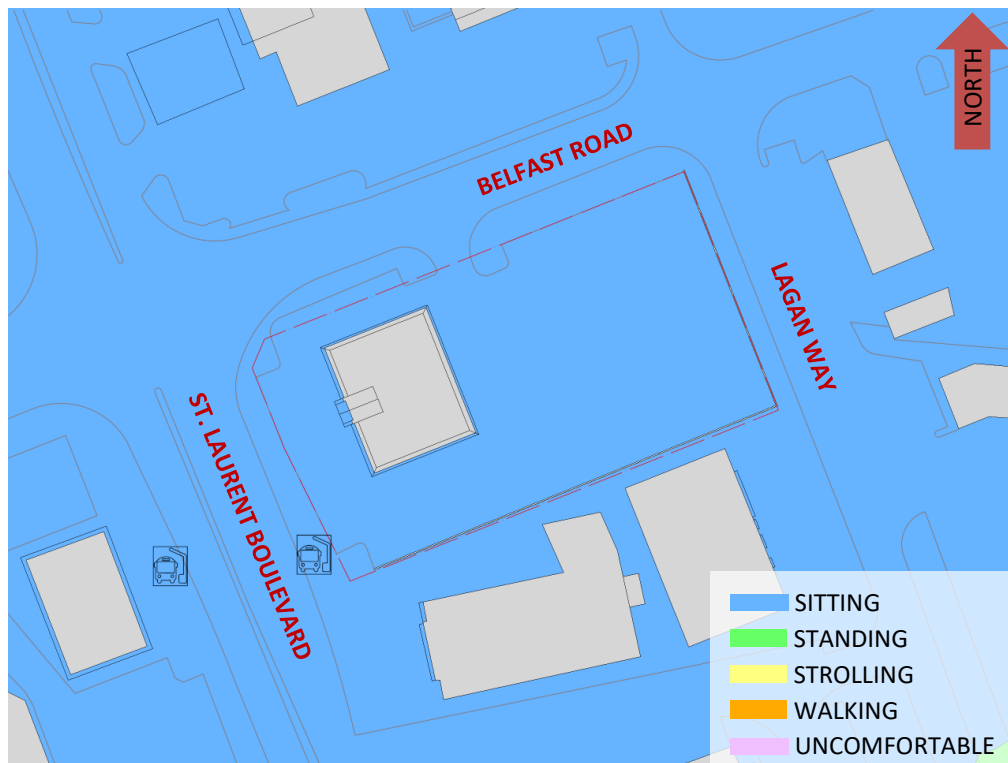 NORTH
BELFAST ROAD
LAGAN WAY
ST. LAURENT BOULEVARD
SITTING
STANDING
STROLLING
WALKING
UNCOMFORTABLE